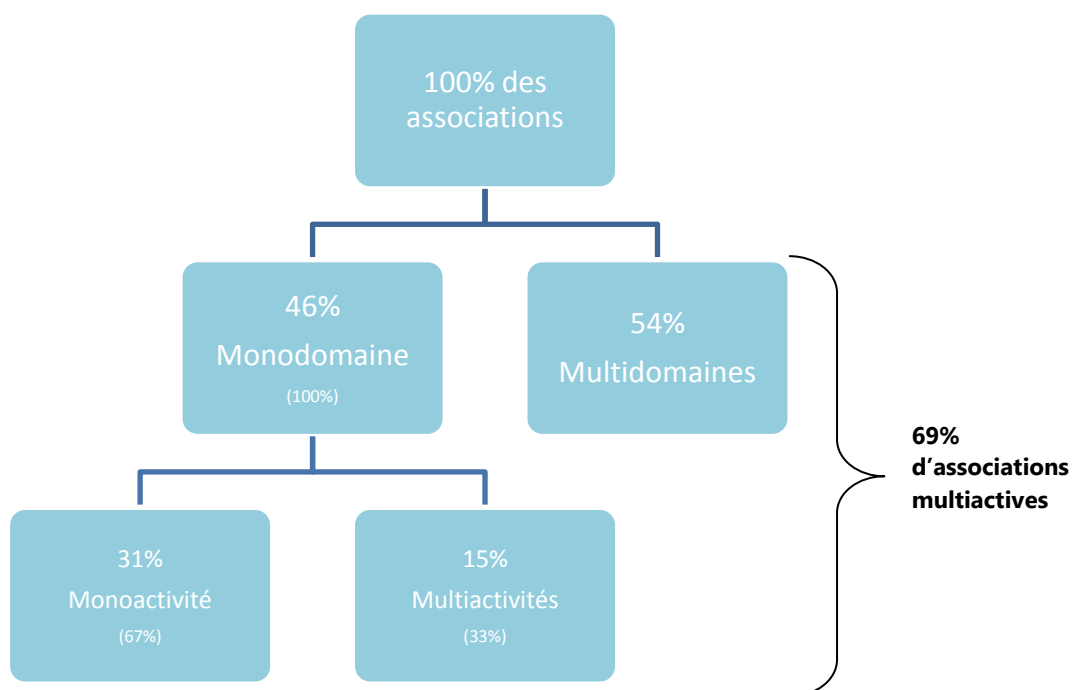 100% des
associations
46%
Monodomaine
(100%)
54%
Multidomaines
69%
d’associations
multiactives
31%
Monoactivité
(67%)
15%
Multiactivités
(33%)